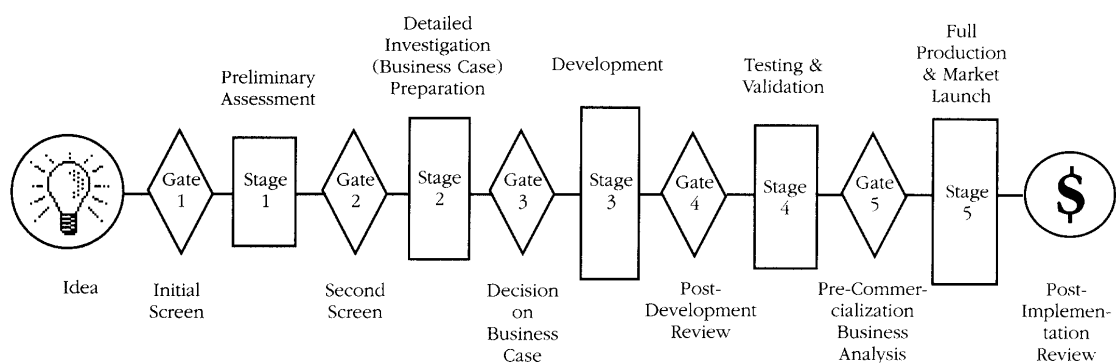 Detailed
Investigation
(Business Case)
Preparation
Full
Production
& Market
Launch
Preliminary
Assessment
Development
Testing &
Validation
Gate
1
Stage
1
Gate
2
Stage
2
Gate
3
Stage
3
Gate
4
Stage
4
Gate
5
Stage
5
$
Idea
Initial
Screen
Second
Screen
Decision
on
Business
Case
Post-
Development
Review
Pre-Commer-
cialization
Business
Analysis
Post-
Implemen-
tation
Review